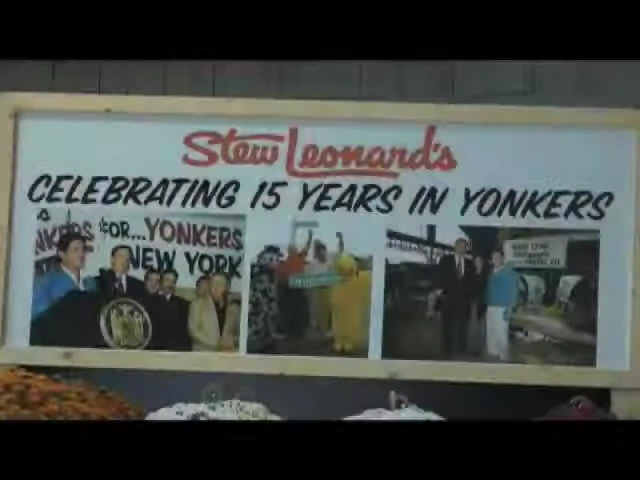 Stew Leonard's
CELEBRATING 15 YEARS IN YONKERS
FOR... YONKERS
NEW YORK